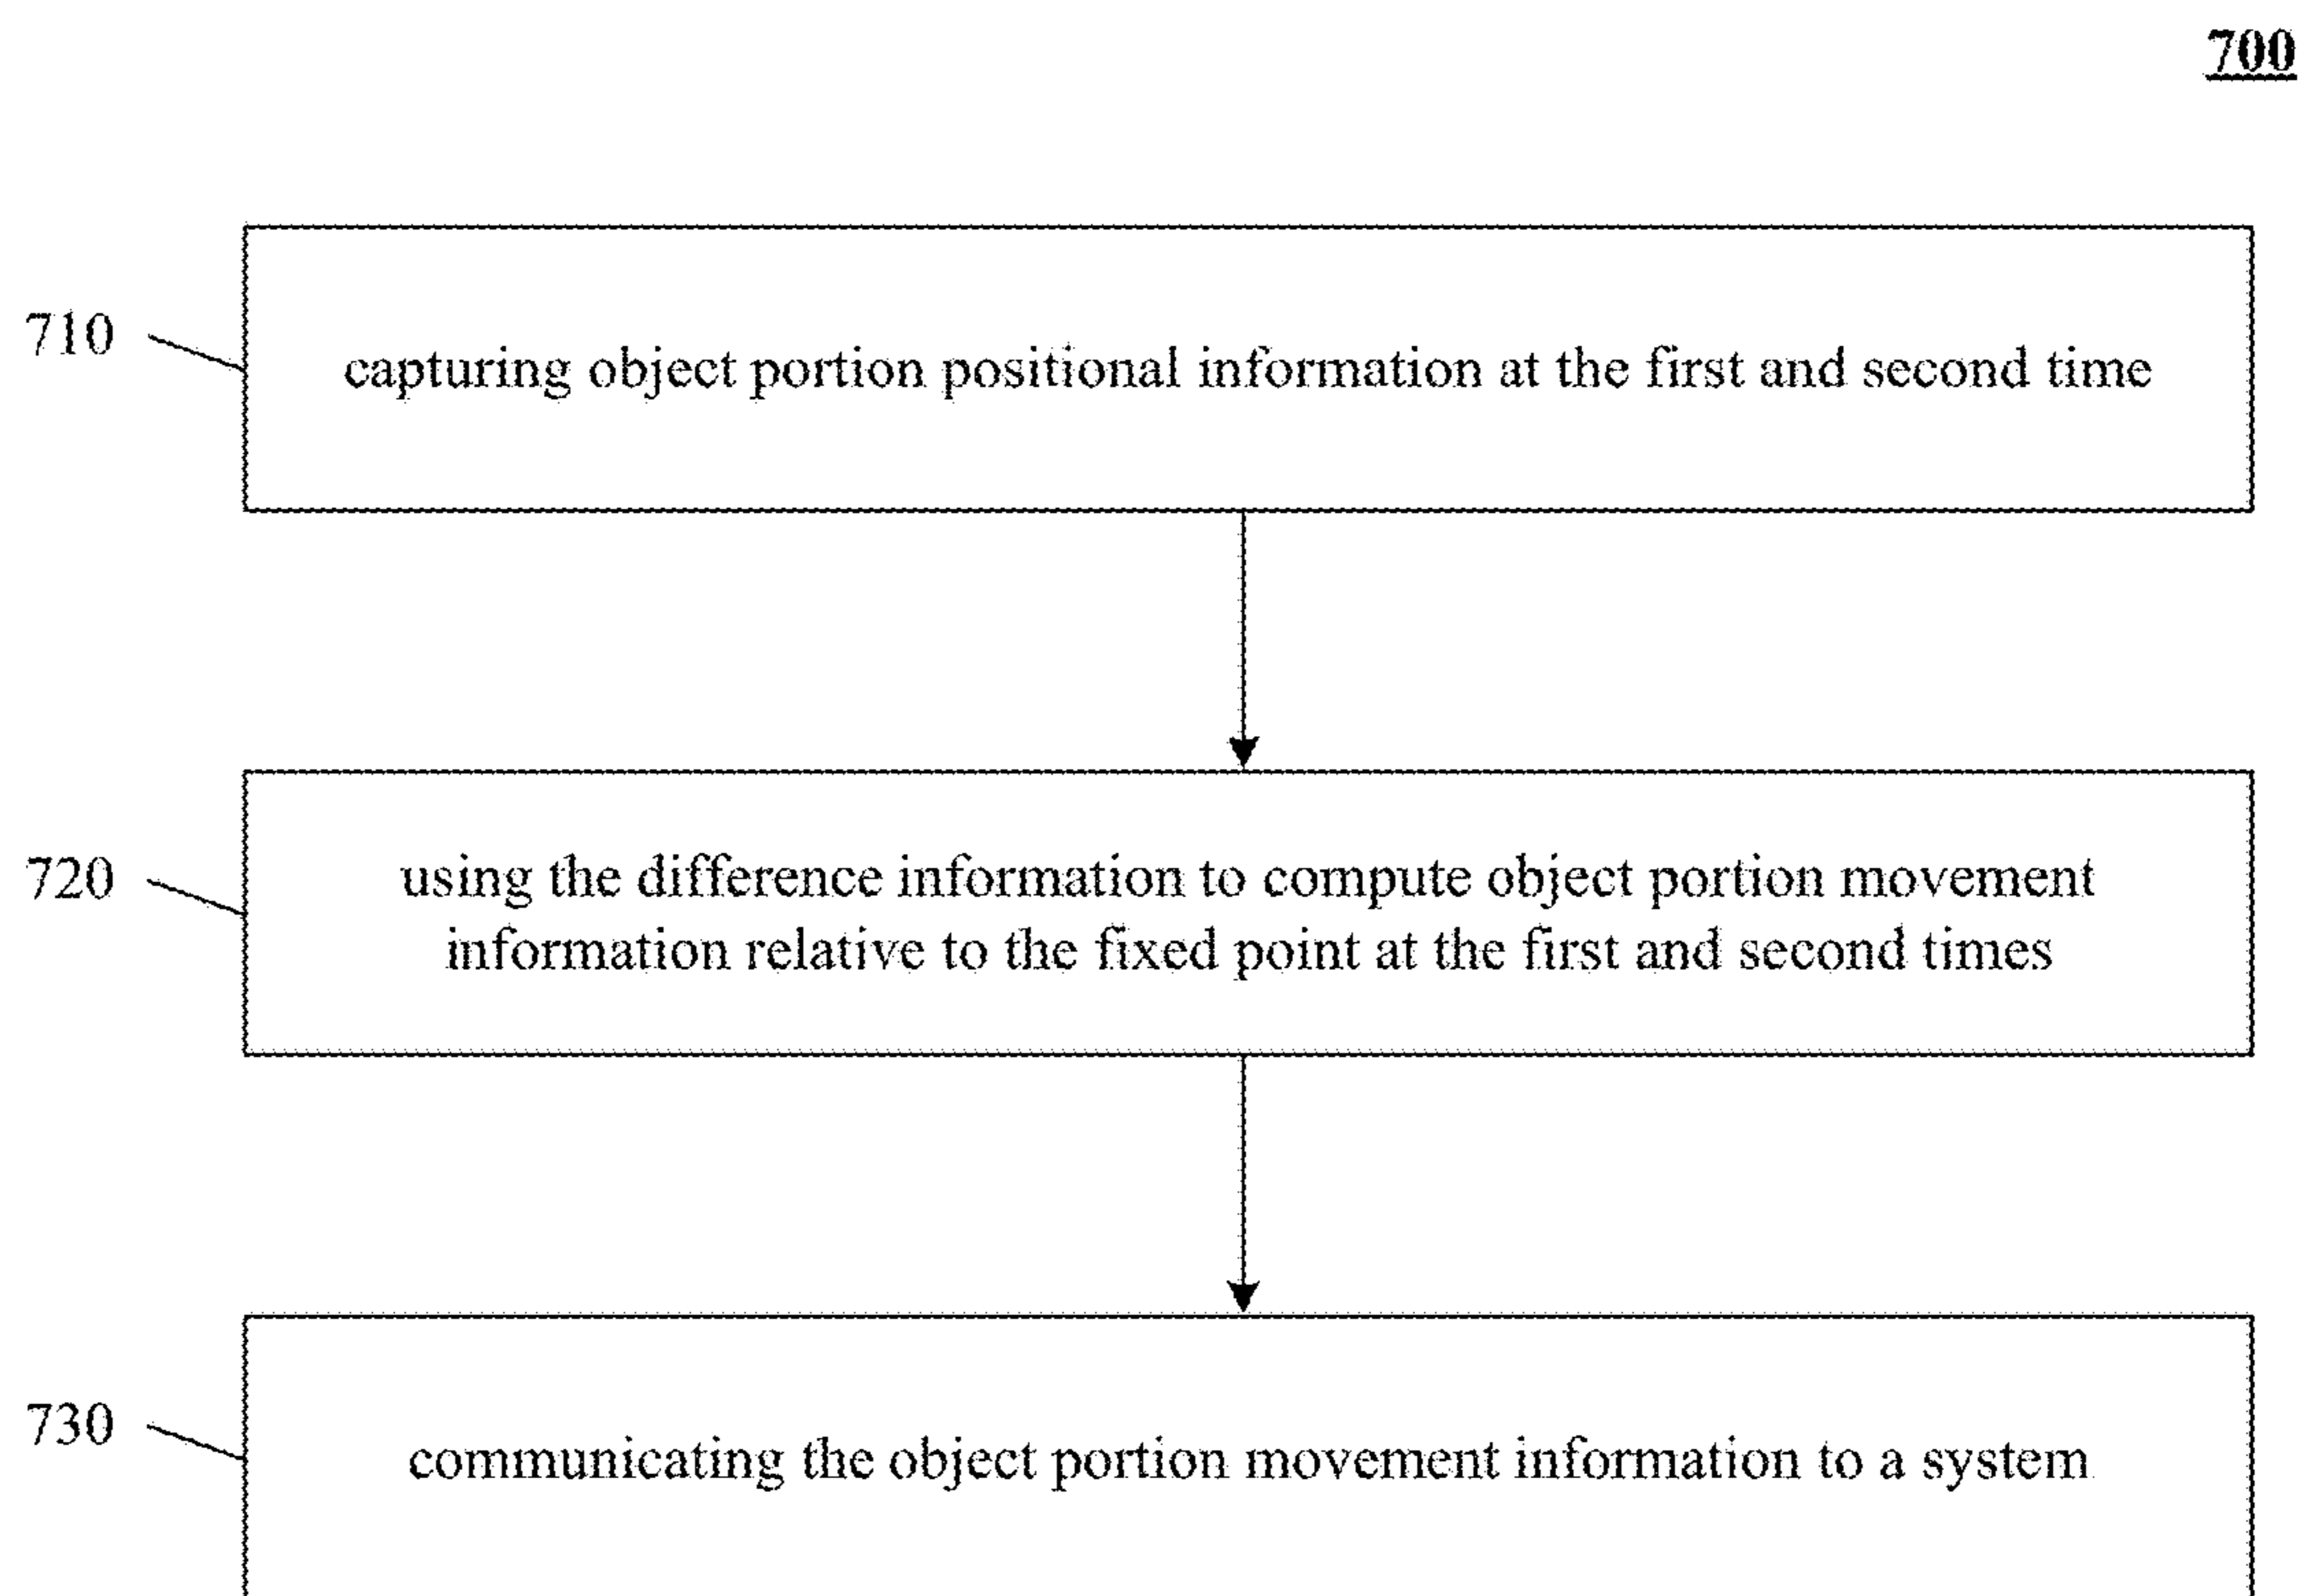 700
710
capturing object portion positional information at the first and second time
720
using the difference information to compute object portion movement
information relative to the fixed point at the first and second times
730
communicating the object portion movement information to a system